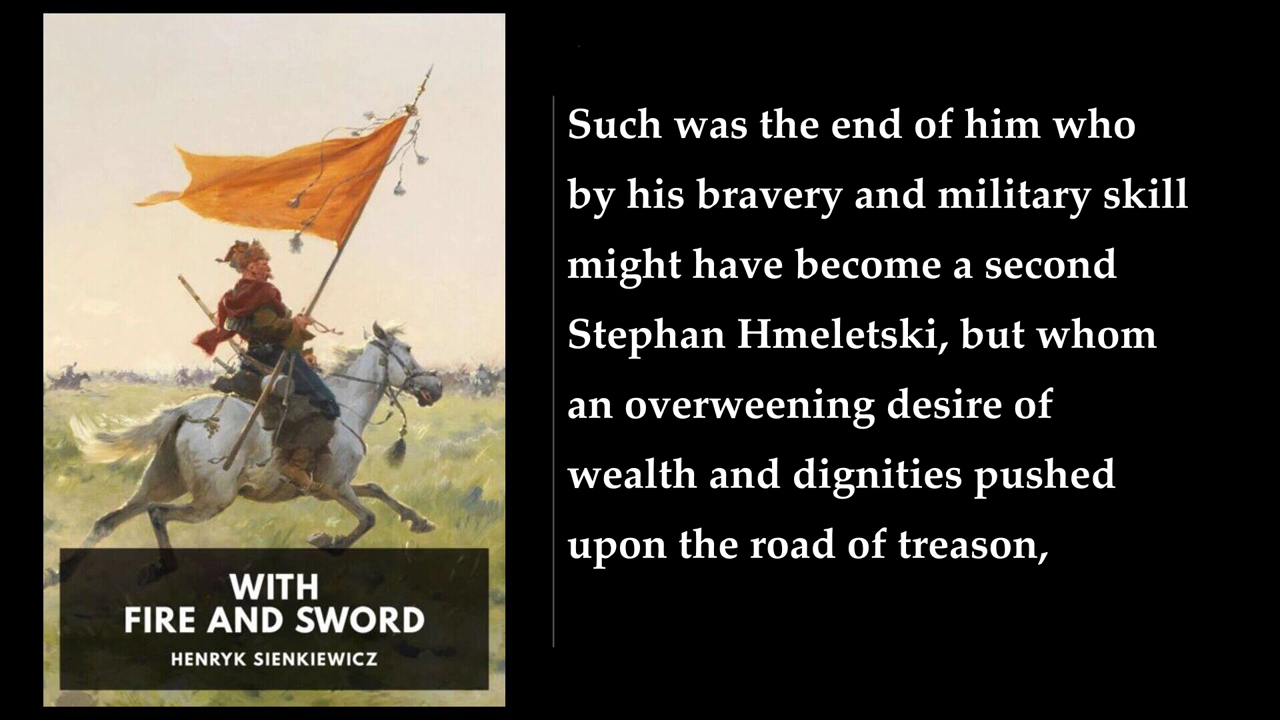 WITH
FIRE AND SWORD
HENRYK SIENKIEWICZ
Such was the end of him who
by his bravery and military skill
might have become a second
Stephan Hmeletski, but whom
an overweening desire of
wealth and dignities pushed
upon the road of treason,